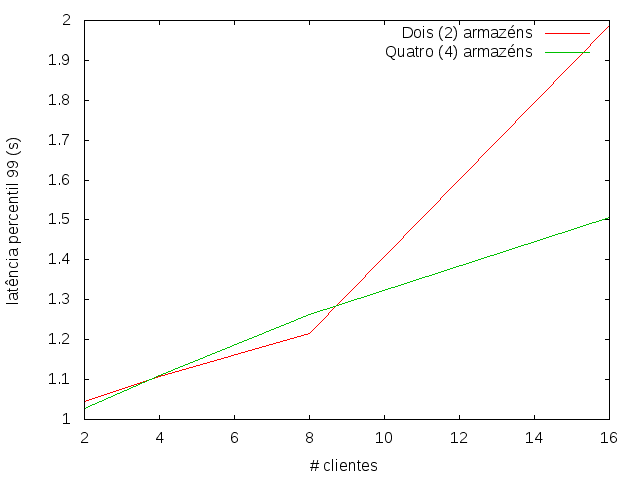 Dois (2) armazéns
Quatro (4) armazéns
latência percentil 99 (s)
2
1.9
1.8
1.7
1.6
1.5
1.4
1.3
1.2
1.1
1
2 4 6 8 10 12 14 16
# clientes